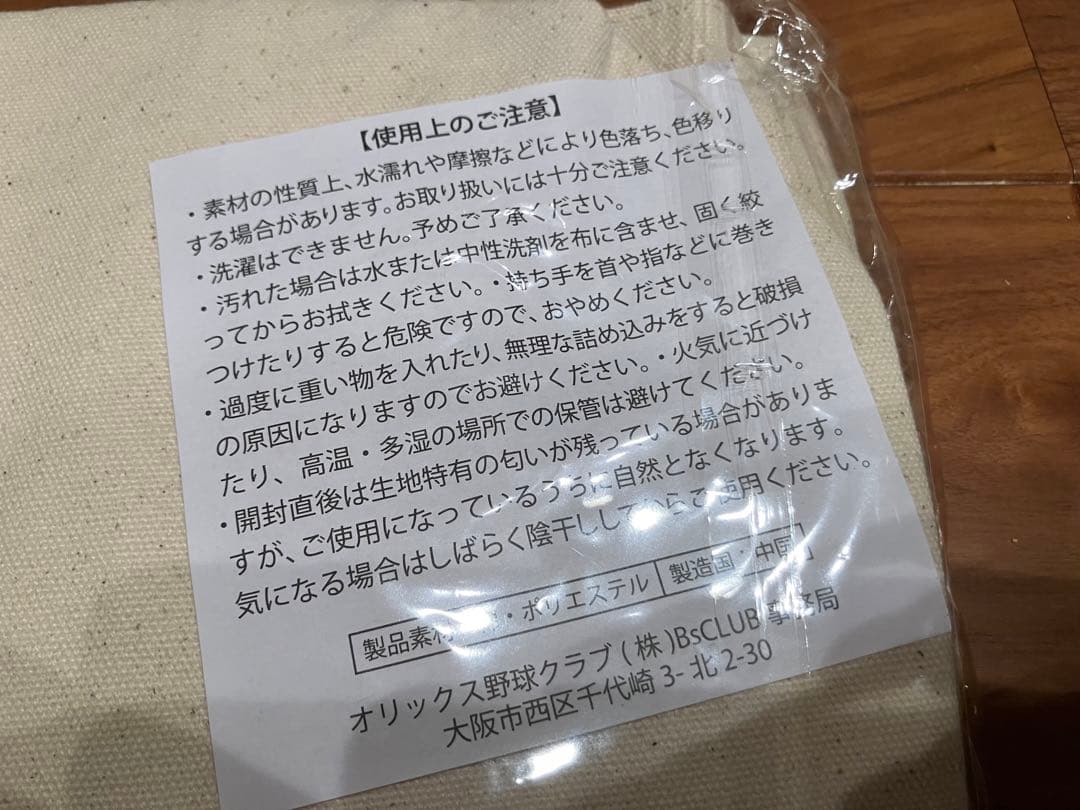 【使用上のご注意】
・素材の性質上、水濡れや摩擦などにより色落ち、色移り
する場合があります。お取り扱いには十分ご注意ください。
・洗濯はできません。予めご了承ください。
・汚れた場合は水または中性洗剤を布に含ませ、固く絞
ってからお拭きください。・持ち手を首や指などに巻き
つけたりすると危険ですので、おやめください。
・過度に重い物を入れたり、無理な詰め込みをすると破損
の原因になりますのでお避けください。・火気に近づけ
たり、高温・多湿の場所での保管は避けてください。
・開封直後は生地特有の匂いが残っている場合がありま
すが、ご使用になっているうちに自然となくなります。
気になる場合はしばらく陰干ししてからご使用ください。
製品素材 ・ポリエステル 製造国：中国
オリックス野球クラブ(株)BsCLUB事務局
大阪市西区千代崎3-北2-30